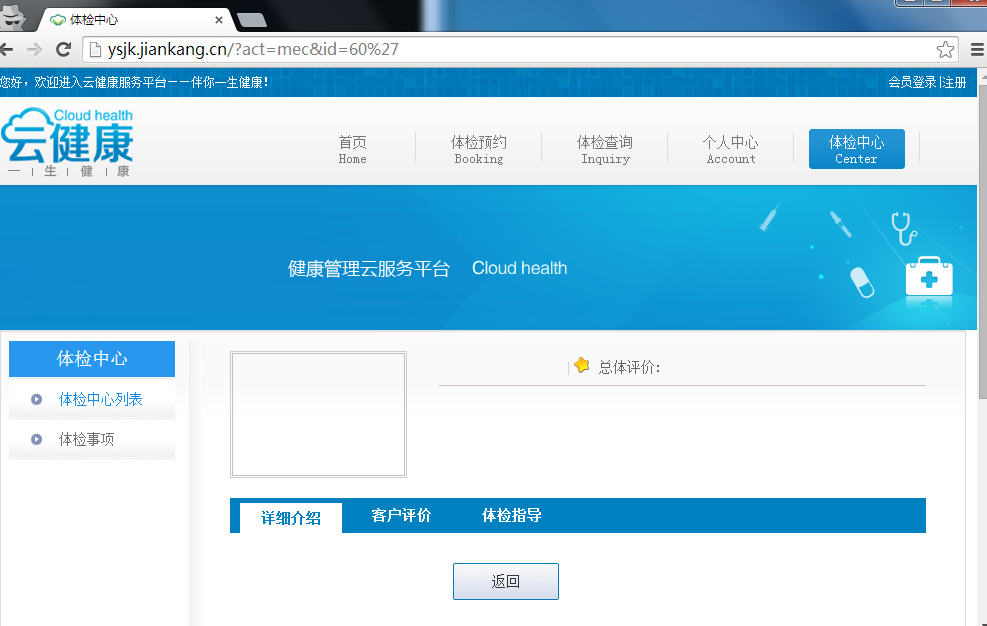 体检中心
ysjk.jiankang.cn/?act=mec&id=60%27
您好，欢迎进入云健康服务平台－－伴你一生健康！
会员登录|注册
Cloud health
云健康
一 生 健 康
首页
Home
体检预约
Booking
体检查询
Inquiry
个人中心
Account
体检中心
Center
健康管理云服务平台 Cloud health
体检中心
体检中心列表
体检事项
总体评价：
详细介绍 客户评价 体检指导
返回